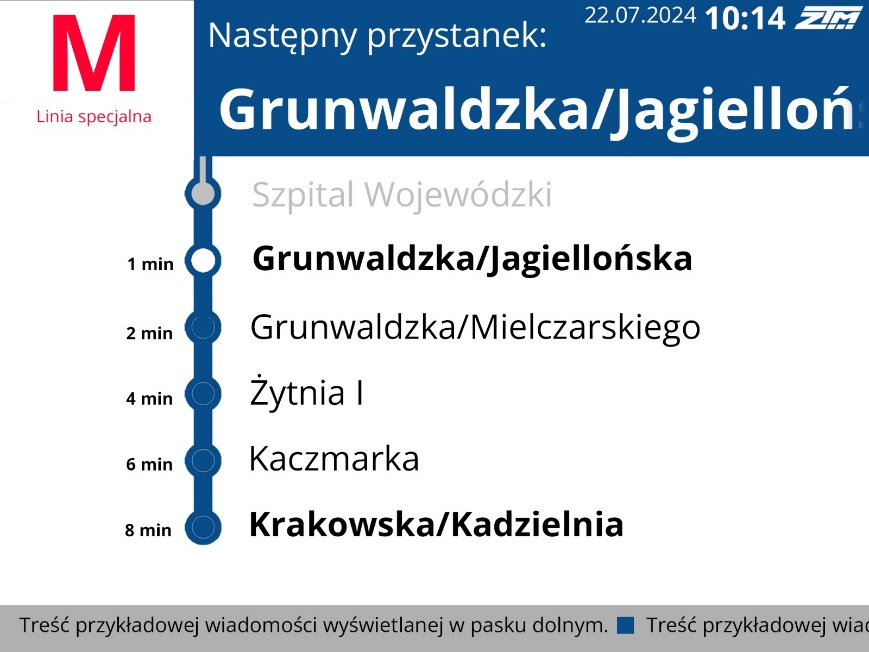 M
Linia specjalna
22.07.2024 10:14 ZTM
Następny przystanek:
Grunwaldzka/Jagielloń
Szpital Wojewódzki
1 min Grunwaldzka/Jagiellońska
2 min Grunwaldzka/Mielczarskiego
4 min Żytnia I
6 min Kaczmarka
8 min Krakowska/Kadzielnia
Treść przykładowej wiadomości wyświetlanej w pasku dolnym. Treść przykładowej wiad